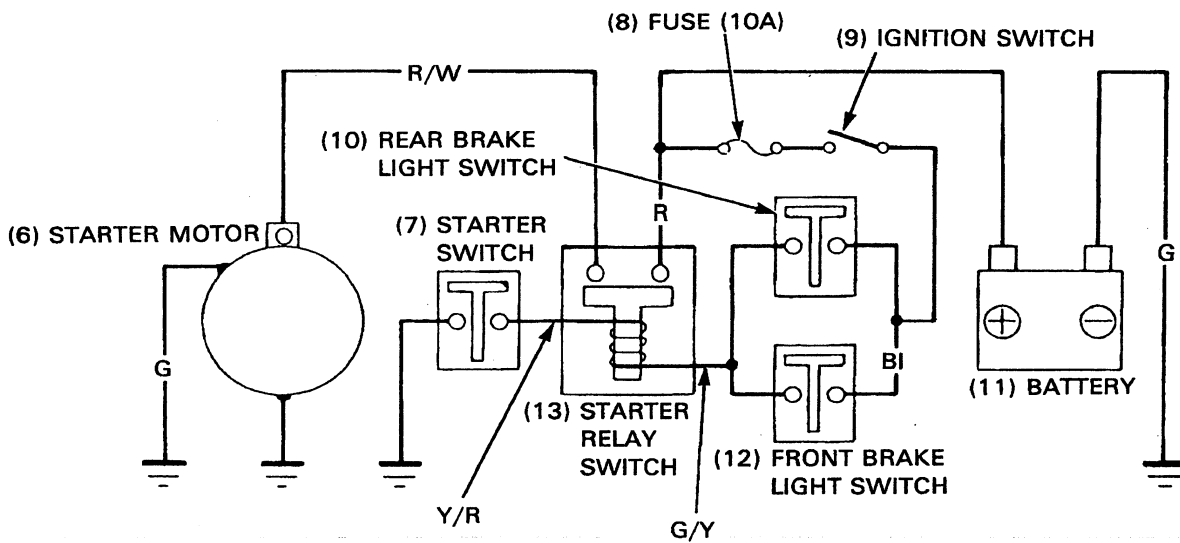 (8) FUSE (10A)
(9) IGNITION SWITCH
R/W
(10) REAR BRAKE
LIGHT SWITCH
R
(6) STARTER MOTOR
(7) STARTER
SWITCH
G
G
BI
(11) BATTERY
(13) STARTER
RELAY
SWITCH
(12) FRONT BRAKE
LIGHT SWITCH
Y/R
G/Y